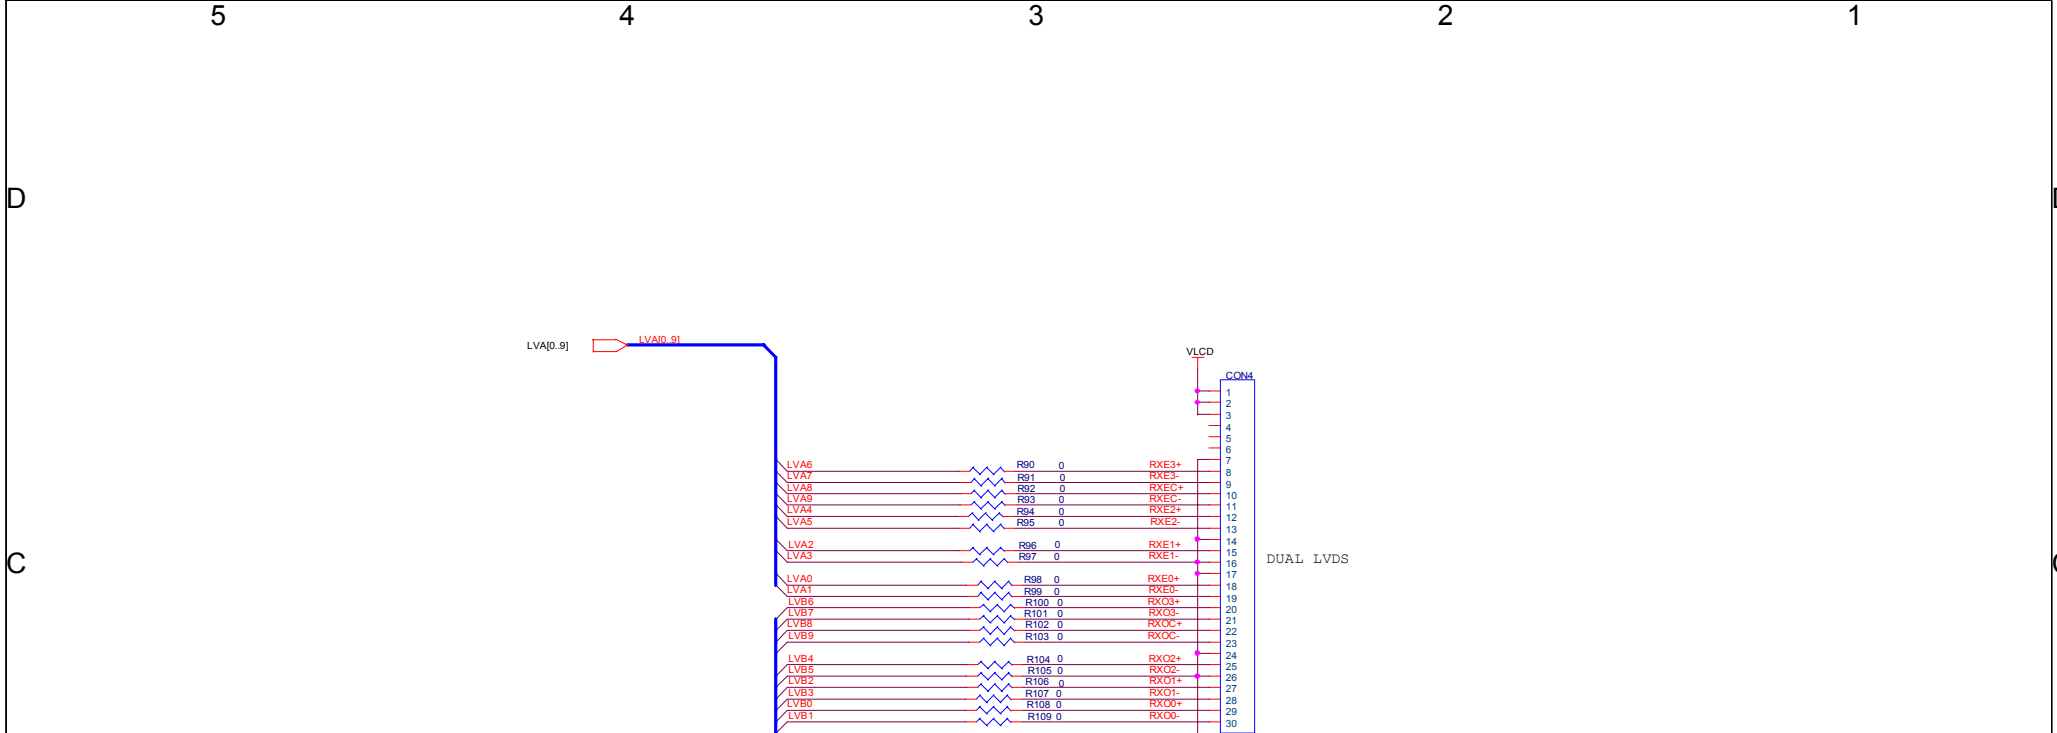 5 4 3 2 1
D
LVA[0..9] LVA[0..9]
VLCD
CON4
1
2
3
4
5
6
7
LVA6 R90 0 RXE3+ 8
LVA7 R91 0 RXE3- 9
LVA8 R92 0 RXEC+ 10
LVA9 R93 0 RXEC- 11
LVA4 R94 0 RXE2+ 12
LVA5 R95 0 RXE2- 13
14
LVA2 R96 0 RXE1+ 15
LVA3 R97 0 RXE1- 16
C DUAL LVDS
17
LVA0 R98 0 RXE0+ 18
LVA1 R99 0 RXE0- 19
LVB6 R100 0 RXO3+ 20
LVB7 R101 0 RXO3- 21
LVB8 R102 0 RXOC+ 22
LVB9 R103 0 RXOC- 23
24
LVB4 R104 0 RXO2+ 25
LVB5 R105 0 RXO2- 26
LVB2 R106 0 RXO1+ 27
LVB3 R107 0 RXO1- 28
LVB0 R108 0 RXO0+ 29
LVB1 R109 0 RXO0- 30